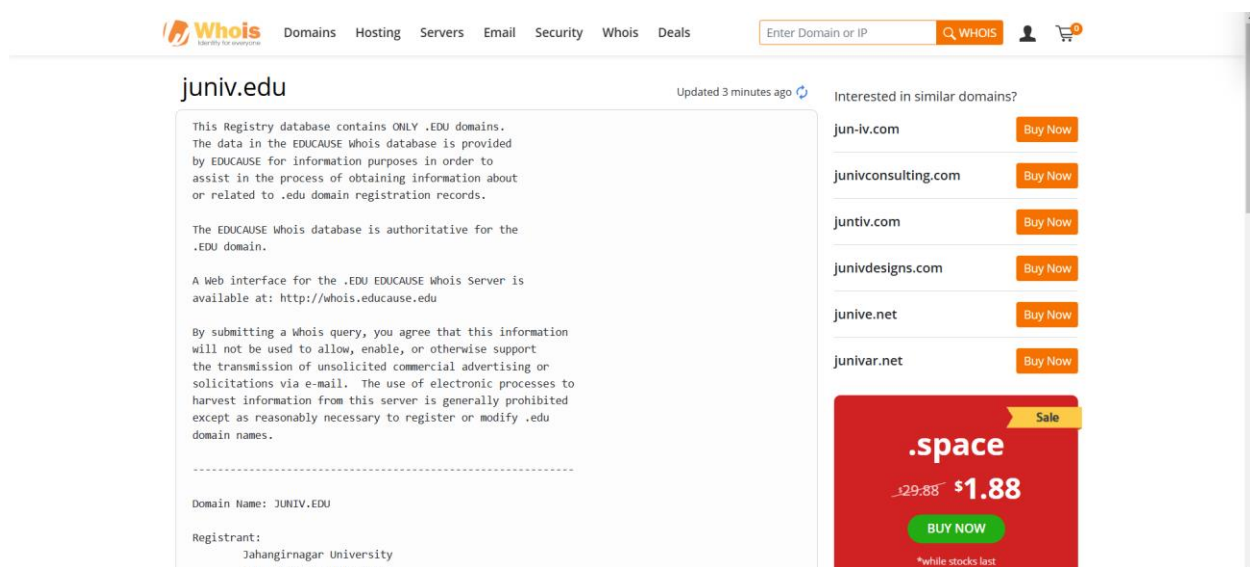 Whois
Identity for everyone
Domains Hosting Servers Email Security Whois Deals
Enter Domain or IP
WHOIS
0
juniv.edu
Updated 3 minutes ago
This Registry database contains ONLY .EDU domains.
The data in the EDUCAUSE Whois database is provided
by EDUCAUSE for information purposes in order to
assist in the process of obtaining information about
or related to .edu domain registration records.
The EDUCAUSE Whois database is authoritative for the
.EDU domain.
A Web interface for the .EDU EDUCAUSE Whois Server is
available at: http://whois.educause.edu
By submitting a Whois query, you agree that this information
will not be used to allow, enable, or otherwise support
the transmission of unsolicited commercial advertising or
solicitations via e-mail.  The use of electronic processes to
harvest information from this server is generally prohibited
except as reasonably necessary to register or modify .edu
domain names.
-------------------------------------------------------------
Domain Name: JUNIV.EDU
Registrant:
Jahangirnagar University
Interested in similar domains?
jun-iv.com Buy Now
junivconsulting.com Buy Now
juntiv.com Buy Now
junivdesigns.com Buy Now
junive.net Buy Now
junivar.net Buy Now
Sale
.space
$29.88 $1.88
BUY NOW
*while stocks last